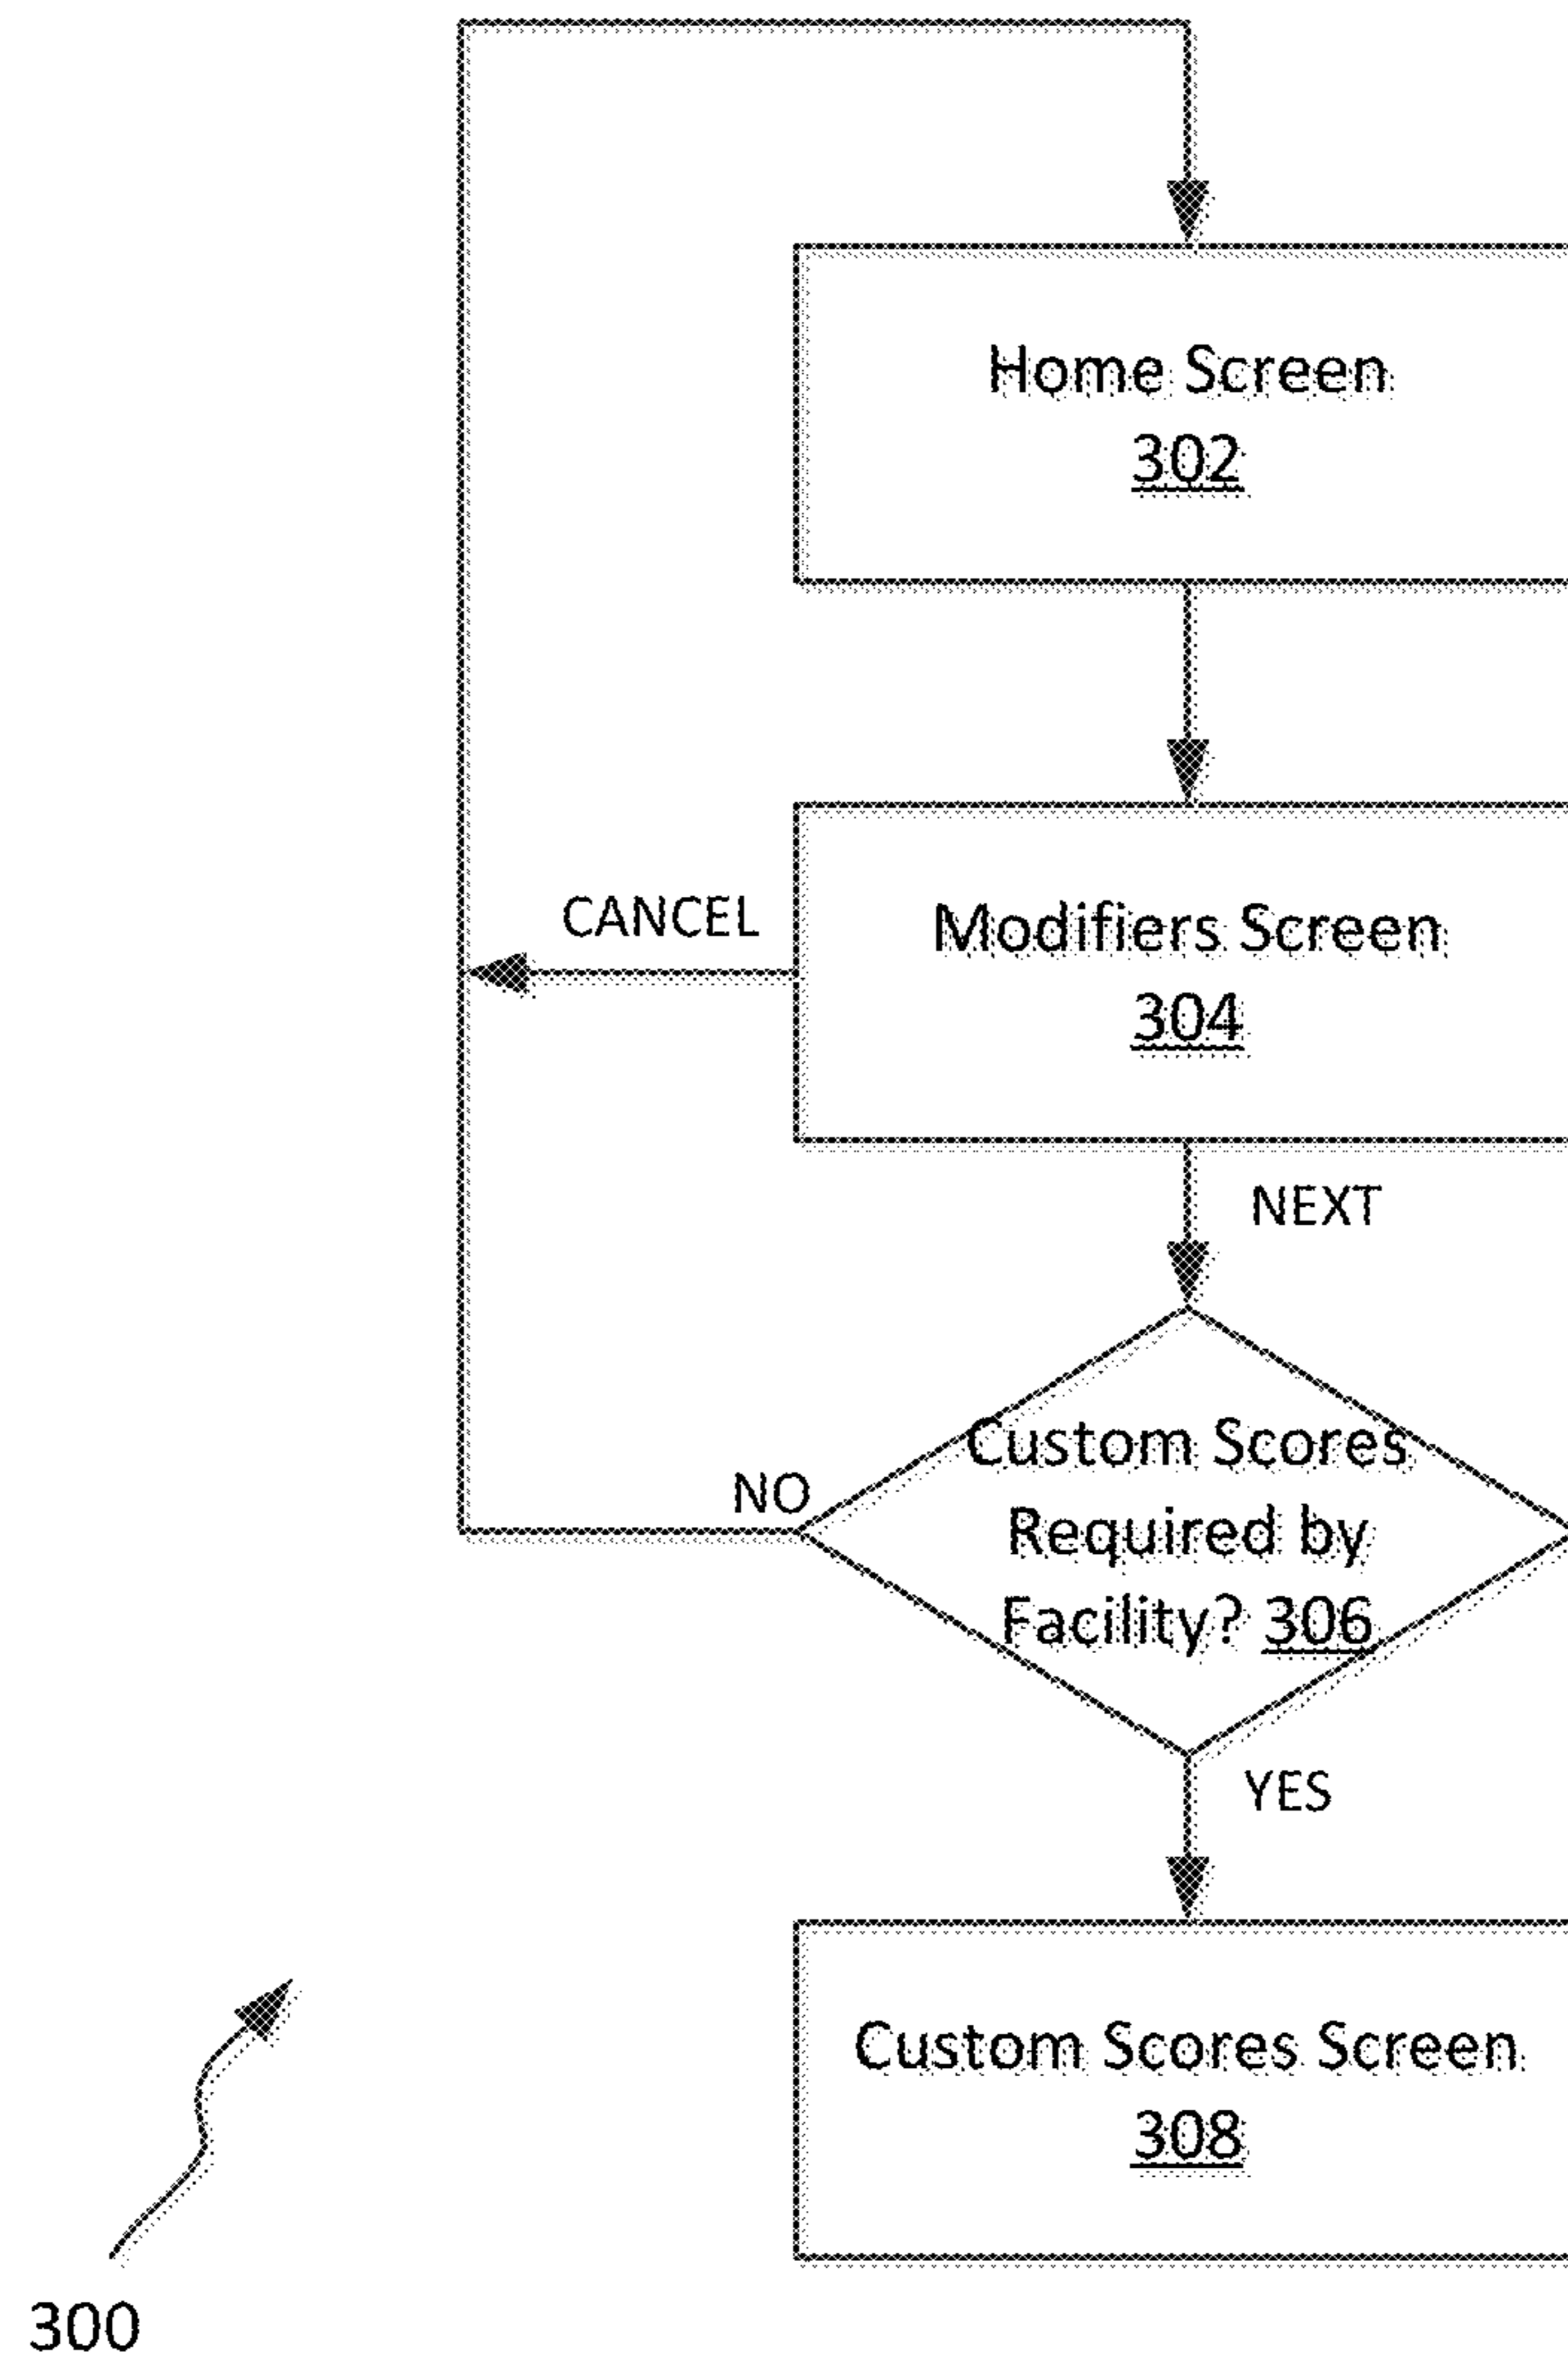 Home Screen
302
CANCEL
Modifiers Screen
304
NEXT
NO
Custom Scores
Required by
Facility? 306
YES
Custom Scores Screen
308
300